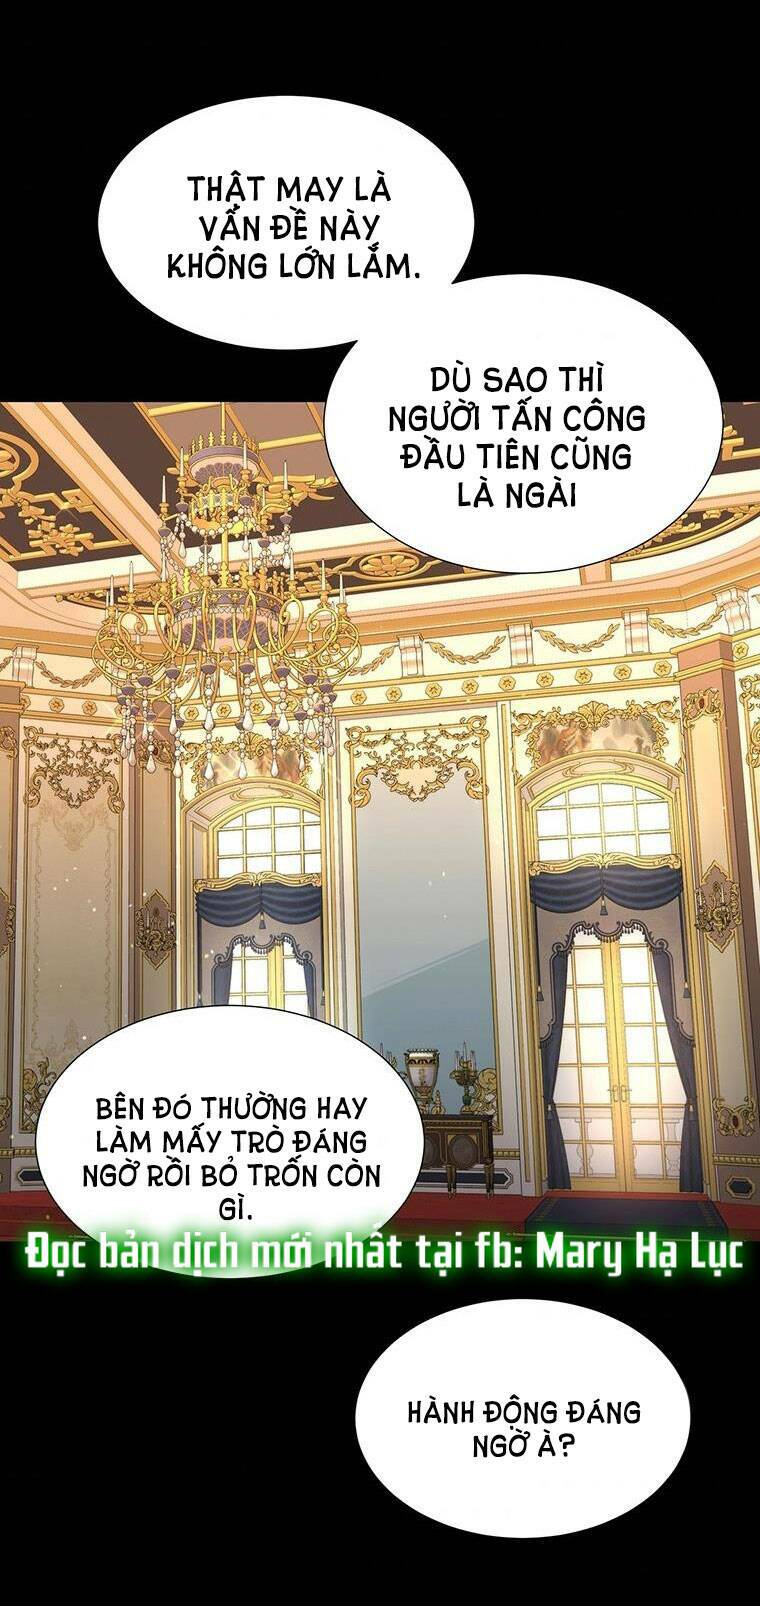 THẬT MAY LÀ
VẤN ĐỀ NÀY
KHÔNG LỚN LẮM.
DÙ SAO THÌ
NGƯỜI TẤN CÔNG
ĐẦU TIÊN CŨNG
LÀ NGÀI
BÊN ĐÓ THƯỜNG HAY
LÀM MẤY TRÒ ĐÁNG
NGỜ RỒI BỎ TRỐN CÒN
GÌ.
Đọc bản dịch mới nhất tại fb: Mary Hạ Lục
HÀNH ĐỘNG ĐÁNG
NGỜ À?